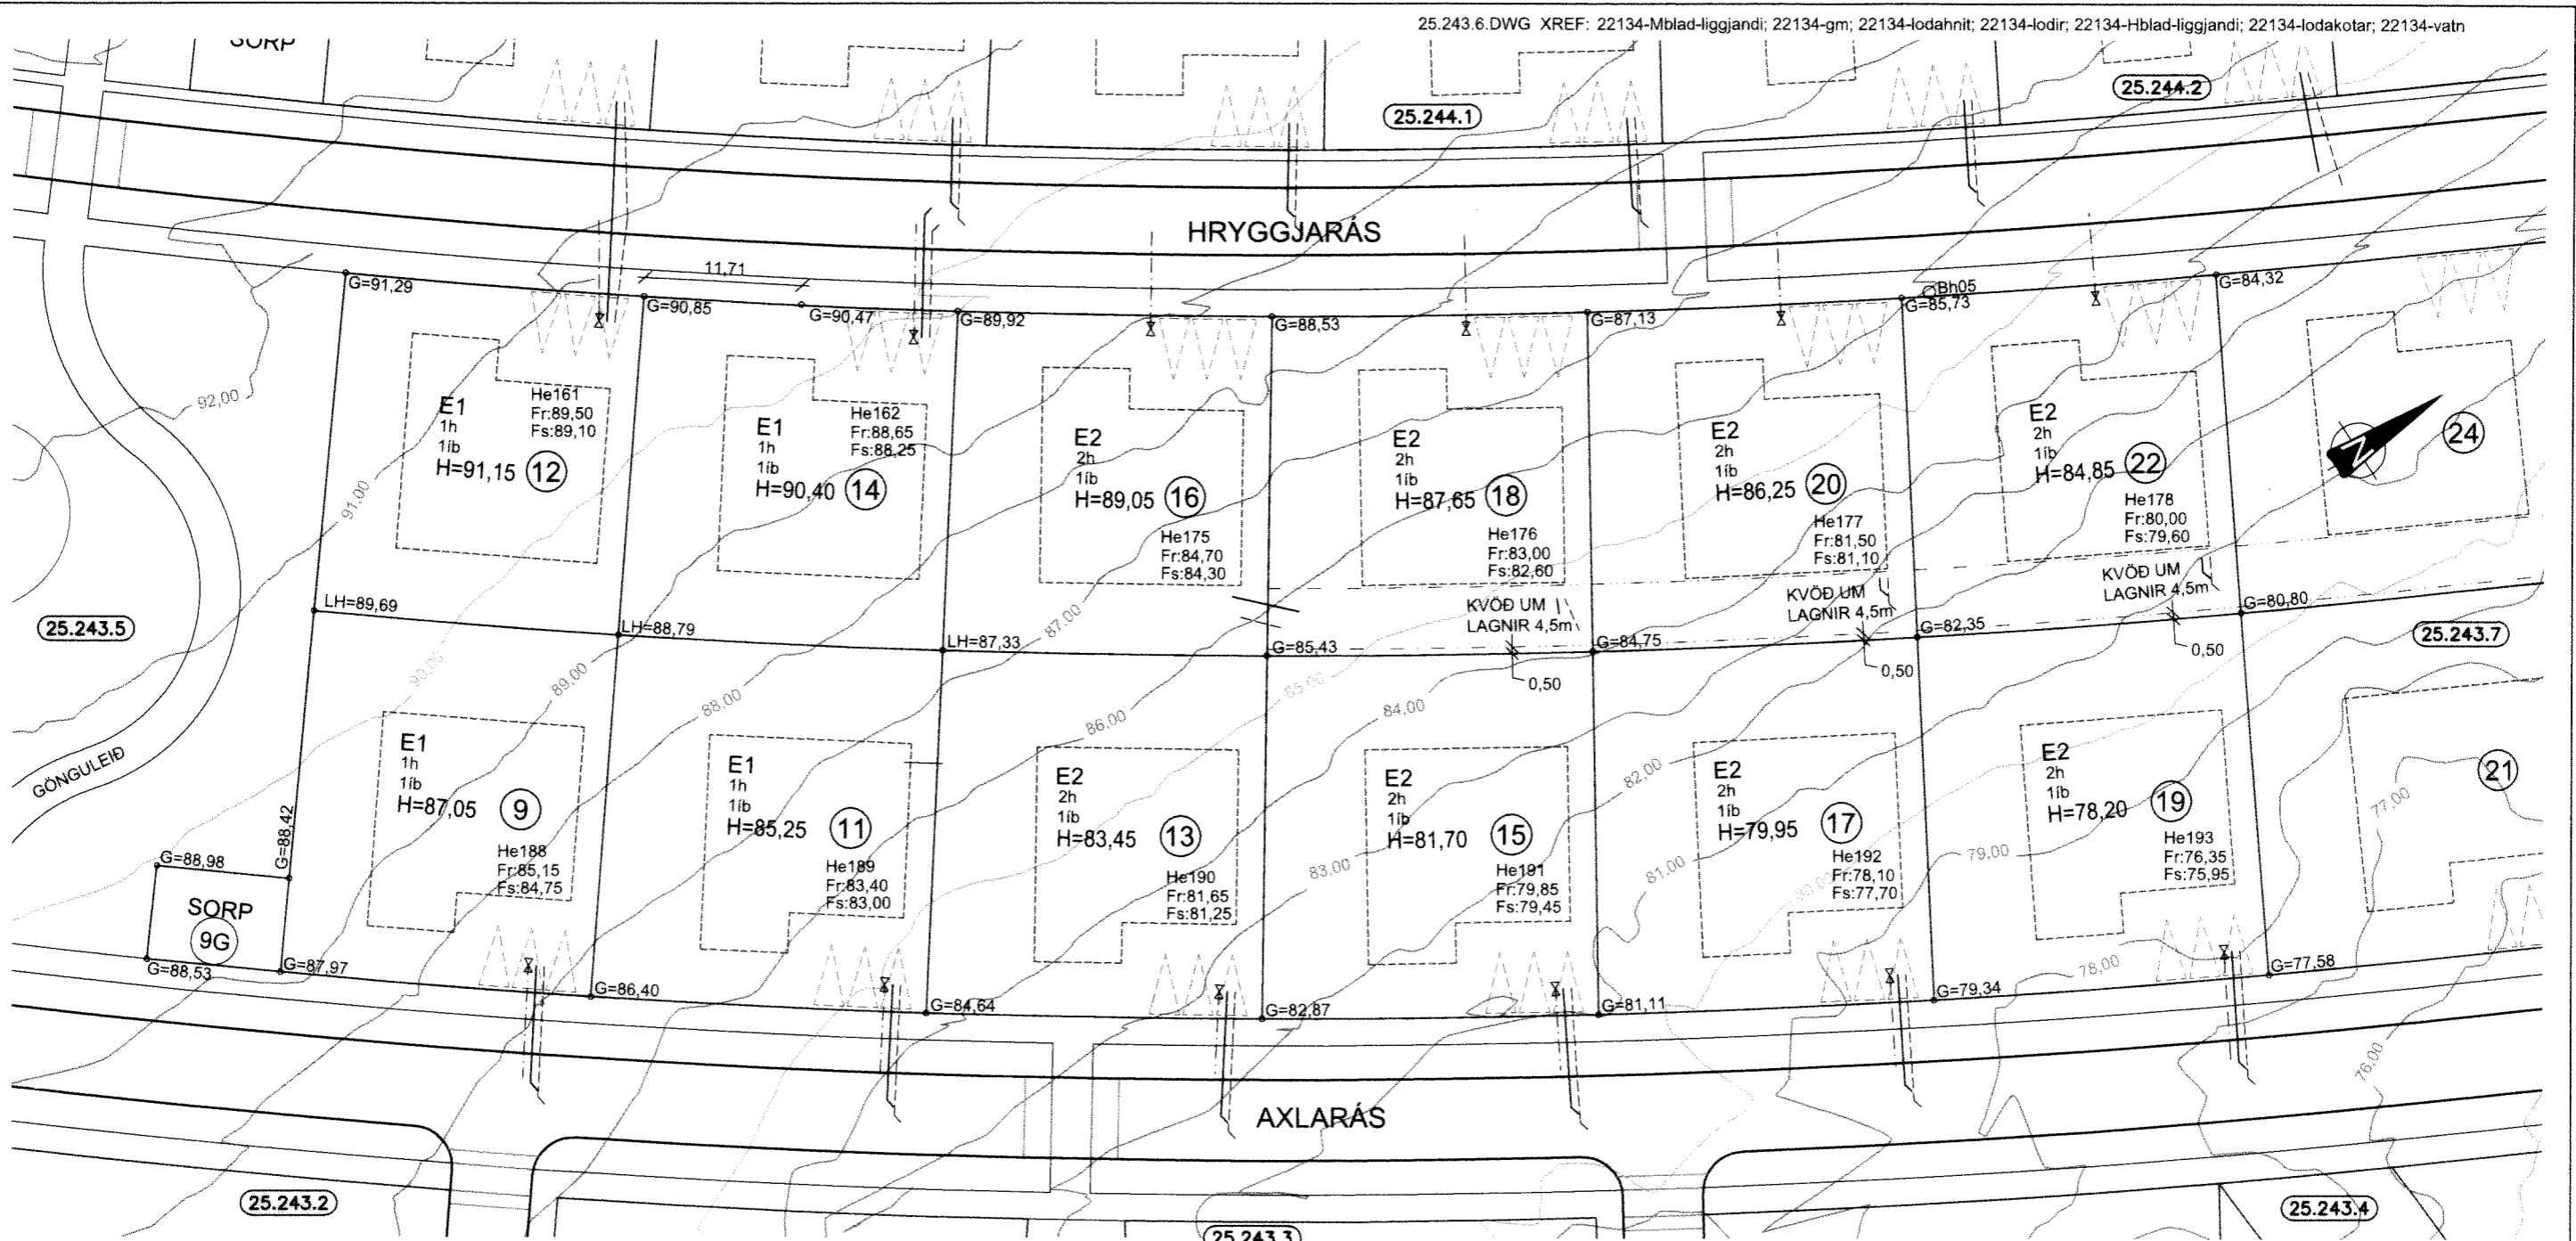 25.243.6.DWG XREF: 22134-Mblad-liggjandi; 22134-gm; 22134-lodahnit; 22134-lodir; 22134-Hblad-liggjandi; 22134-lodakotar; 22134-vatn
SORP
25.244.1
25.244.2
HRYGGJARÁS
11,71
G=91,29
G=90,85
G=90,47
G=89,92
G=88,53
G=87,13
Bh05
G=85,73
G=84,32
92,00
91,00
E1
1h
1íb
H=91,15
12
He161
Fr:89,50
Fs:89,10
E1
1h
1íb
H=90,40
14
He162
Fr:88,65
Fs:88,25
E2
2h
1íb
H=89,05
16
He175
Fr:84,70
Fs:84,30
E2
2h
1íb
H=87,65
18
He176
Fr:83,00
Fs:82,60
E2
2h
1íb
H=86,25
20
He177
Fr:81,50
Fs:81,10
E2
2h
1íb
H=84,85
22
He178
Fr:80,00
Fs:79,60
N
24
KVÖÐ UM
LAGNIR 4,5m
KVÖÐ UM
LAGNIR 4,5m
KVÖÐ UM
LAGNIR 4,5m
25.243.5
LH=89,69
LH=88,79
LH=87,33
G=85,43
G=84,75
G=82,35
G=80,80
25.243.7
0,50
0,50
0,50
90,00
89,00
88,00
87,00
86,00
85,00
84,00
83,00
82,00
81,00
80,00
79,00
78,00
77,00
76,00
GÖNGULEIÐ
E1
1h
1íb
H=87,05
9
He188
Fr:85,15
Fs:84,75
E1
1h
1íb
H=85,25
11
He189
Fr:83,40
Fs:83,00
E2
2h
1íb
H=83,45
13
He190
Fr:81,65
Fs:81,25
E2
2h
1íb
H=81,70
15
He191
Fr:79,85
Fs:79,45
E2
2h
1íb
H=79,95
17
He192
Fr:78,10
Fs:77,70
E2
2h
1íb
H=78,20
19
He193
Fr:76,35
Fs:75,95
21
G=88,98
G=88,42
SORP
9G
G=88,53
G=87,97
G=86,40
G=84,64
G=82,87
G=81,11
G=79,34
G=77,58
AXLARÁS
25.243.2
25.243.3
25.243.4